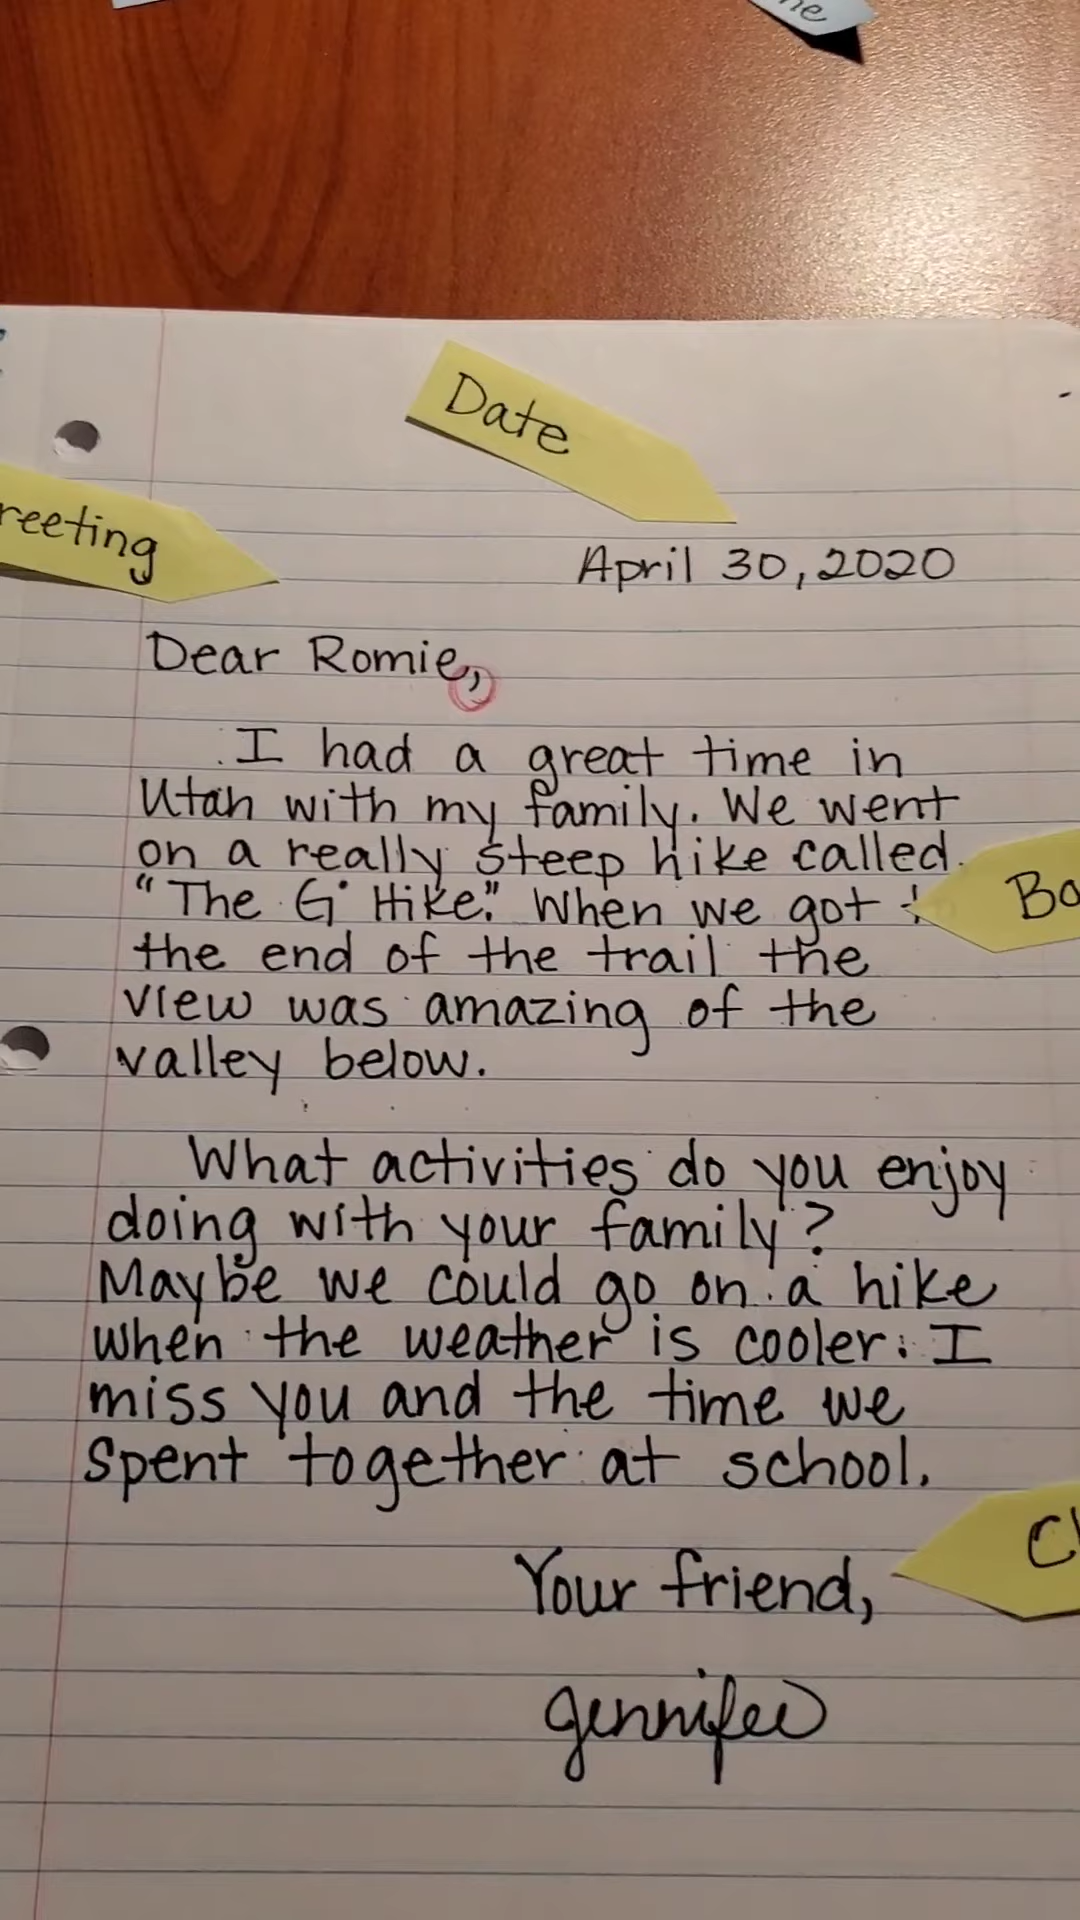 ne
Date
reeting
April 30, 2020
Dear Romie,
I had a great time in
Utah with my family. We went
on a really steep hike called
"The G Hike." When we got
Bo
the end of the trail the
view was amazing of the
valley below.
What activities do you enjoy
doing with your family?
Maybe we could go on a hike
when the weather is cooler. I
miss you and the time we
spent together at school.
Cl
Your friend,
Jennifer